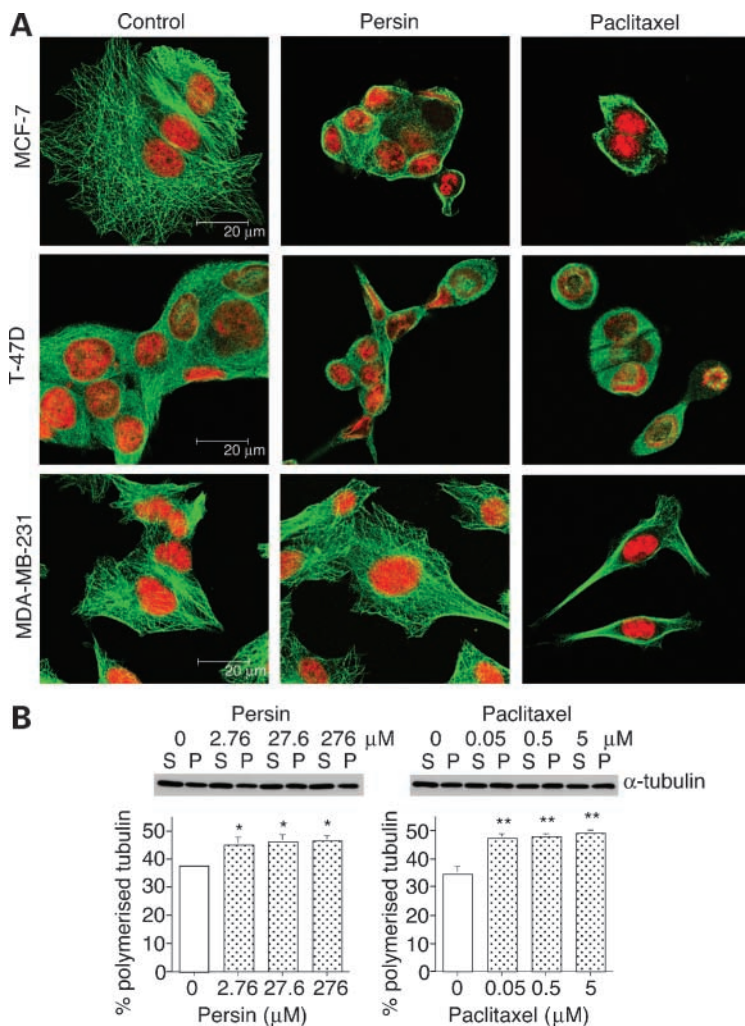 A
Control Persin Paclitaxel
MCF-7
20 μm
T-47D
20 μm
MDA-MB-231
20 μm
B
Persin
0 2.76 27.6 276 μM
S P S P S P S P
Paclitaxel
0 0.05 0.5 5 μM
S P S P S P S P
α-tubulin
% polymerised tubulin
50
40
30
20
10
0
* * *
0 2.76 27.6 276
Persin (μM)
% polymerised tubulin
50
40
30
20
10
0
** ** **
0 0.05 0.5 5
Paclitaxel (μM)